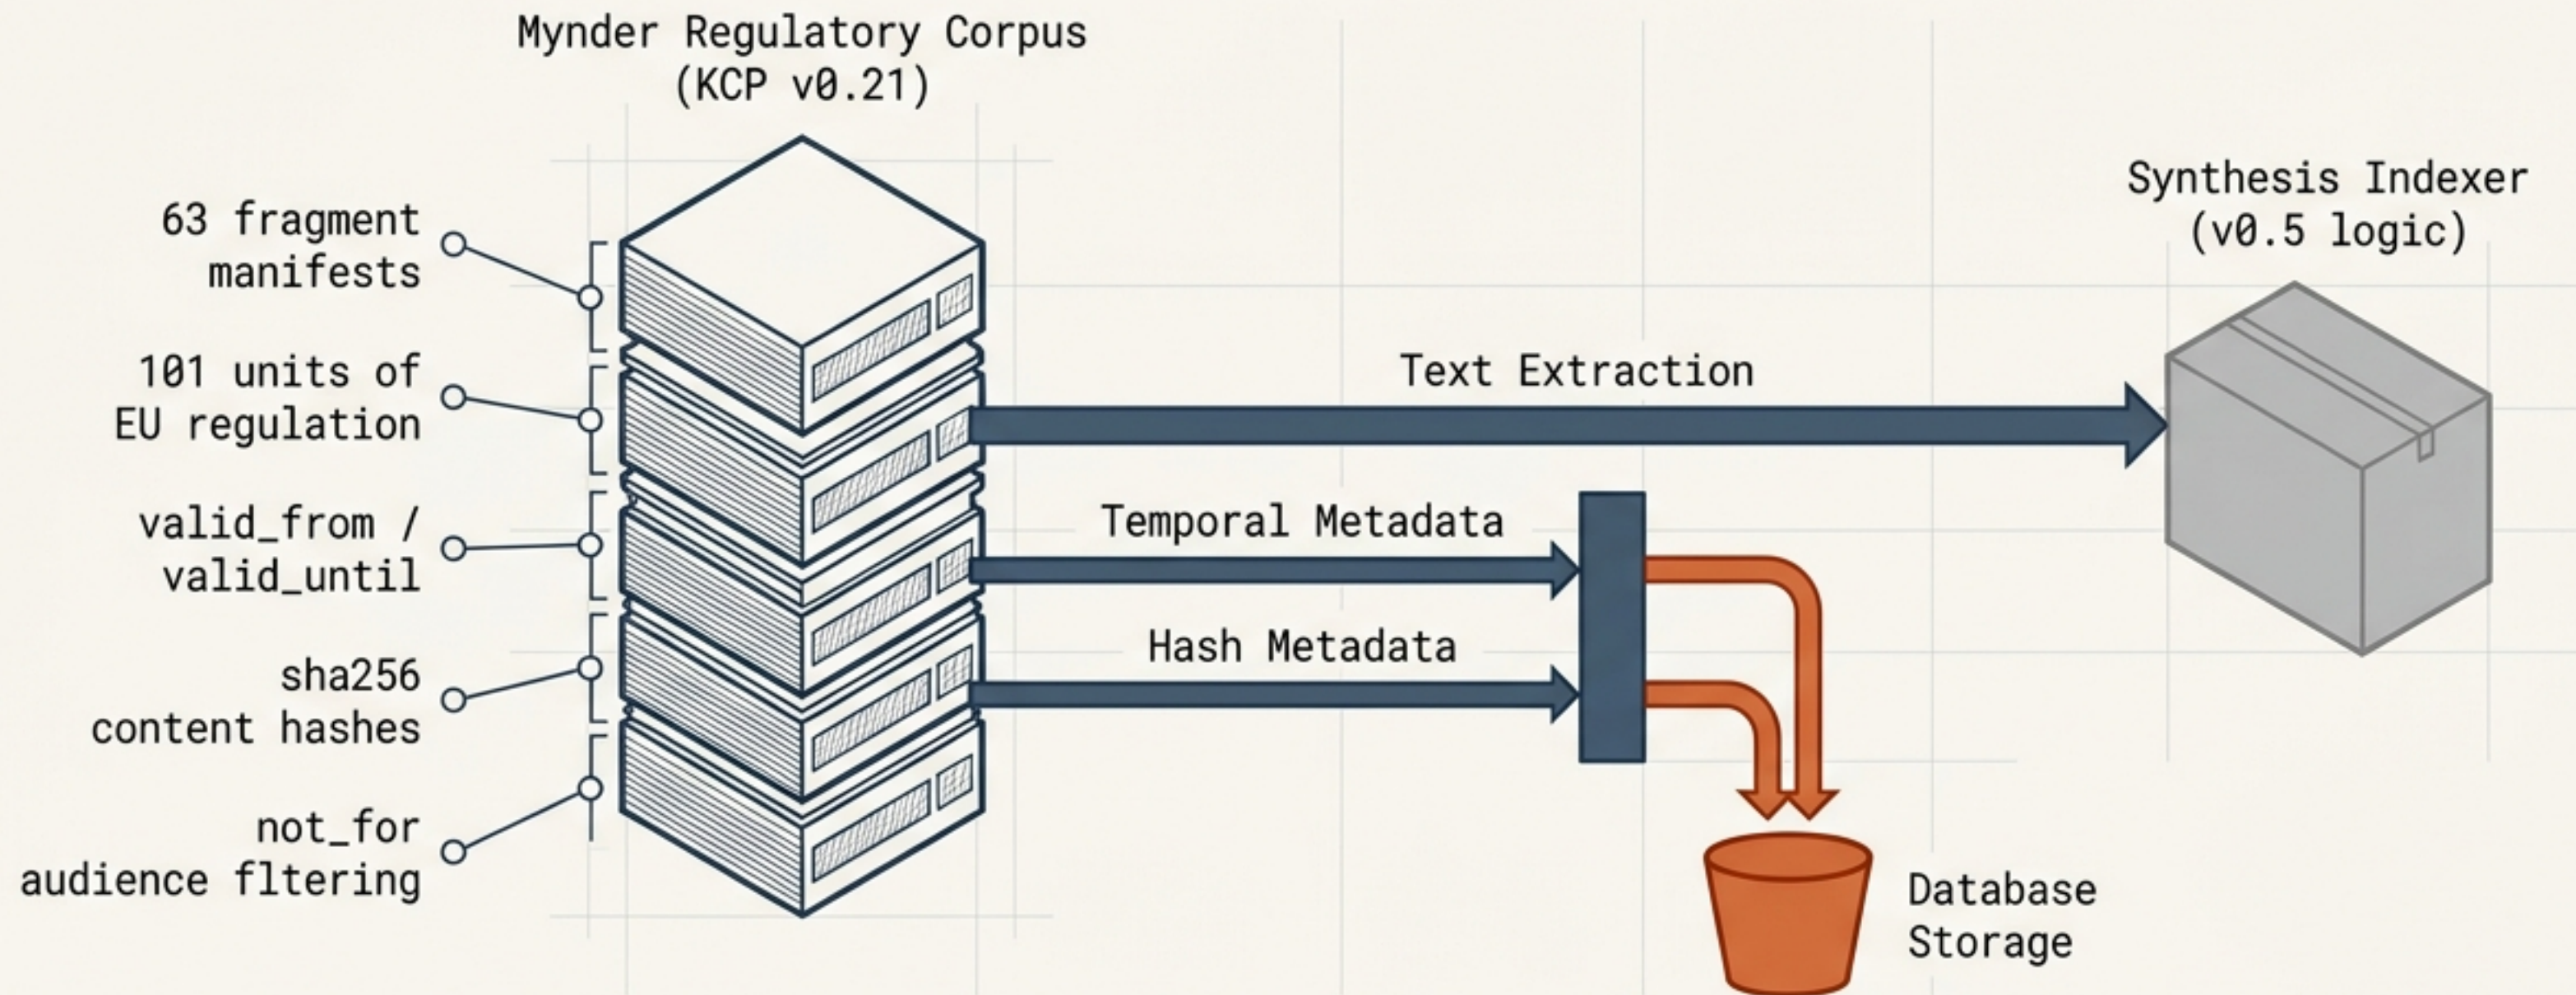 Mynder Regulatory Corpus
(KCP v0.21)
63 fragment
manifests
101 units of
EU regulation
valid_from /
valid_until
sha256
content hashes
not_for
audience fltering
Text Extraction
Temporal Metadata
Hash Metadata
Synthesis Indexer
(v0.5 logic)
Database
Storage